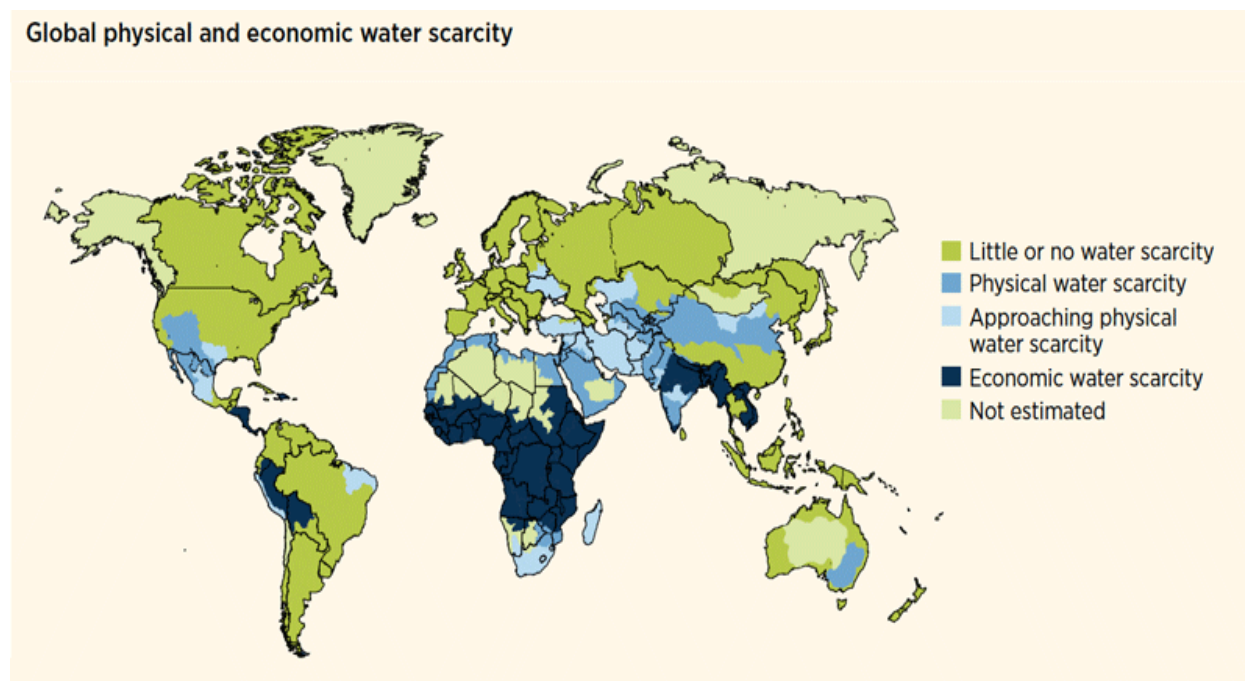 Global physical and economic water scarcity
Little or no water scarcity
Physical water scarcity
Approaching physical
water scarcity
Economic water scarcity
Not estimated